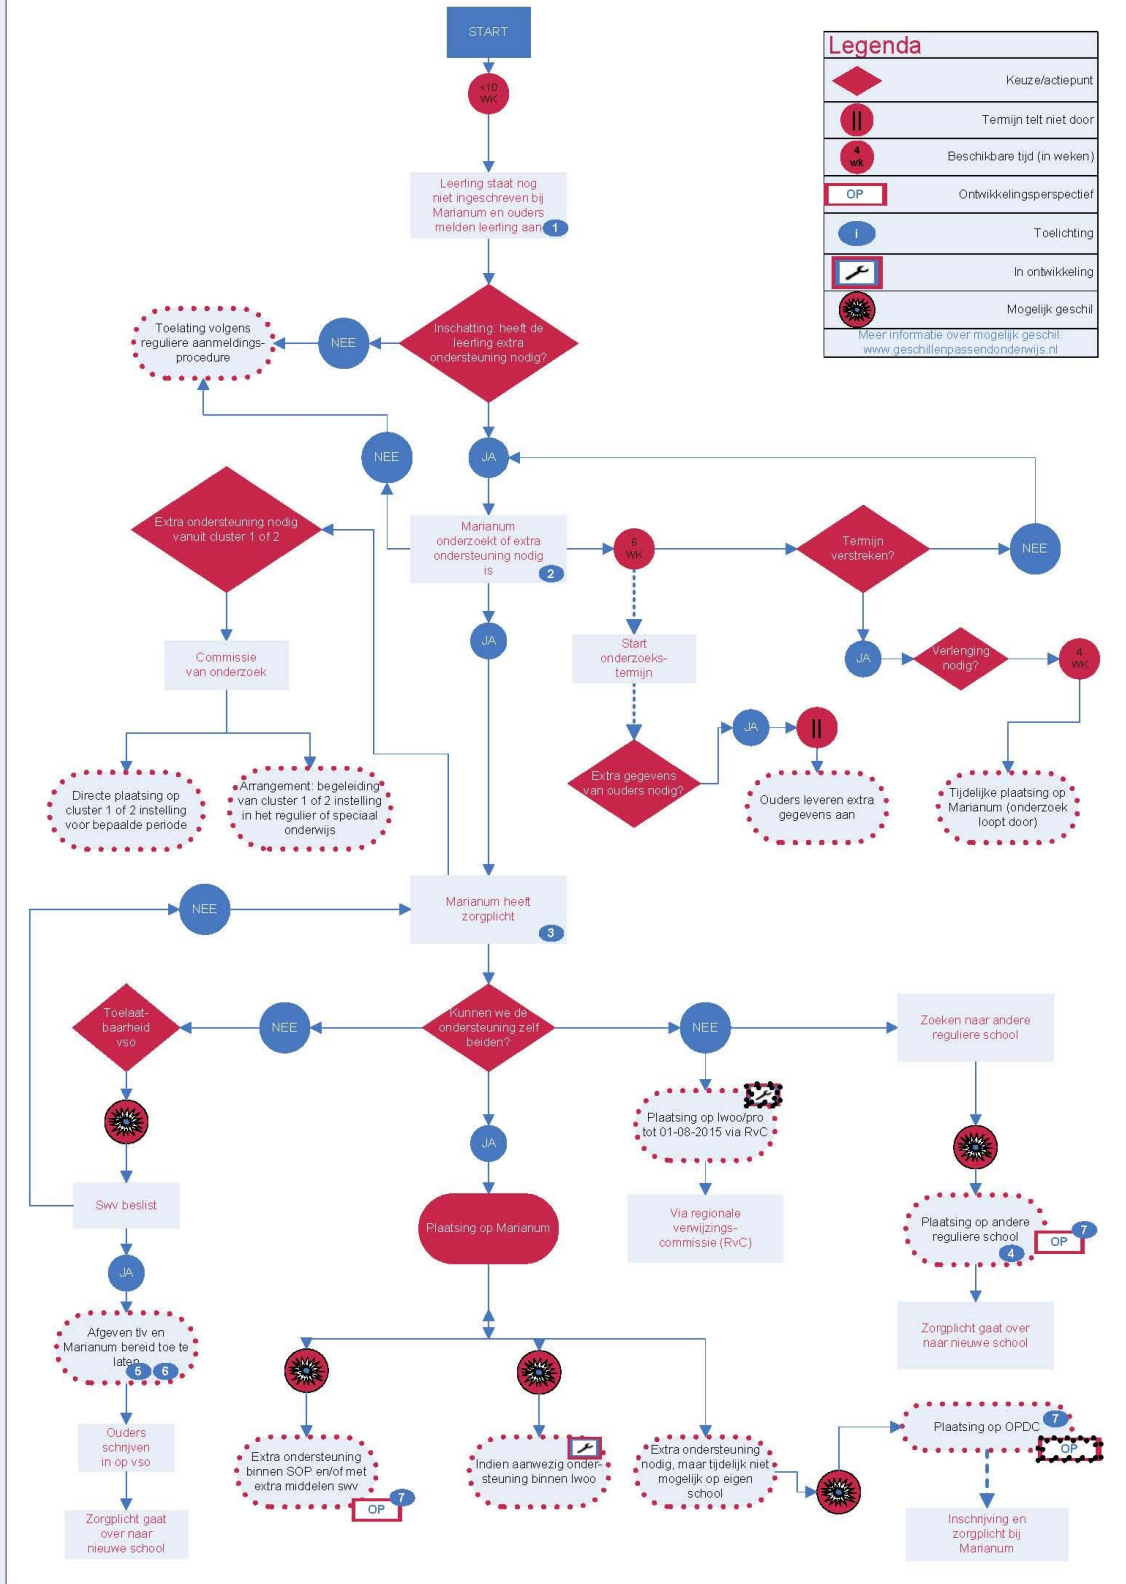 START
<10
WK
Leerling staat nog
niet ingeschreven bij
Marianum en ouders
melden leerling aan
1
Legenda
Keuze/actiepunt
Termijn telt niet door
4
wk
Beschikbare tijd (in weken)
OP
Ontwikkelingsperspectief
i
Toelichting
In ontwikkeling
Mogelijk geschil
Meer informatie over mogelijk geschil:
www.geschillenpassendonderwijs.nl
Inschatting: heeft de
leerling extra
ondersteuning nodig?
NEE
Toelating volgens
reguliere aanmeldings-
procedure
JA
NEE
Marianum
onderzoekt of extra
ondersteuning nodig
is
2
6
WK
Termijn
verstreken?
NEE
JA
Verlenging
nodig?
4
WK
Tijdelijke plaatsing op
Marianum (onderzoek
loopt door)
Start
onderzoeks-
termijn
Extra gegevens
van ouders nodig?
JA
Ouders leveren extra
gegevens aan
Extra ondersteuning nodig
vanuit cluster 1 of 2
Commissie
van onderzoek
Directe plaatsing op
cluster 1 of 2 instelling
voor bepaalde periode
Arrangement: begeleiding
van cluster 1 of 2 instelling
in het regulier of speciaal
onderwijs
JA
Marianum heeft
zorgplicht
3
NEE
Kunnen we de
ondersteuning zelf
beiden?
NEE
Toelaat-
baarheid
vso
Swv beslist
JA
Afgeven tlv en
Marianum bereid toe te
laten
5
6
Ouders
schrijven
in op vso
Zorgplicht gaat
over naar
nieuwe school
NEE
Plaatsing op lwoo/pro
tot 01-08-2015 via RvC
Via regionale
verwijzings-
commissie (RvC)
Zoeken naar andere
reguliere school
Plaatsing op andere
reguliere school
4
OP
7
Zorgplicht gaat over
naar nieuwe school
JA
Plaatsing op Marianum
Extra ondersteuning
binnen SOP en/of met
extra middelen swv
OP
7
Indien aanwezig onder-
steuning binnen lwoo
Extra ondersteuning
nodig, maar tijdelijk niet
mogelijk op eigen
school
Plaatsing op OPDC
7
OP
Inschrijving en
zorgplicht bij
Marianum